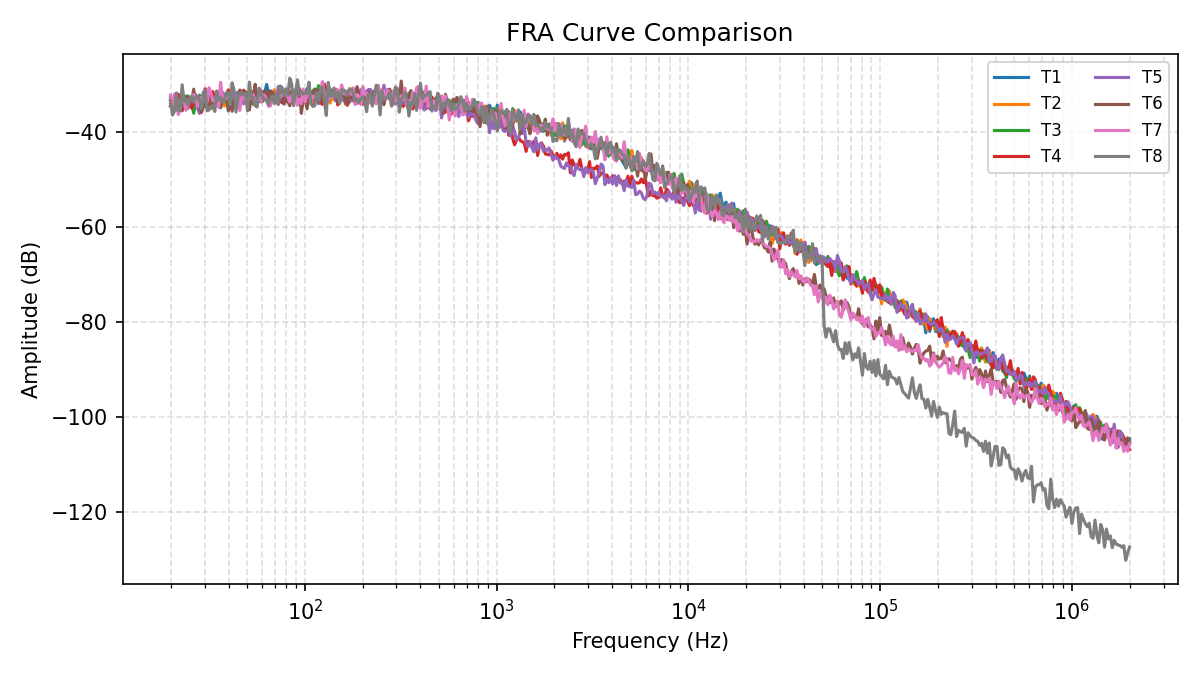 FRA Curve Comparison
T1
T2
T3
T4
T5
T6
T7
T8
Amplitude (dB)
−40
−60
−80
−100
−120
10²
10³
10⁴
10⁵
10⁶
Frequency (Hz)